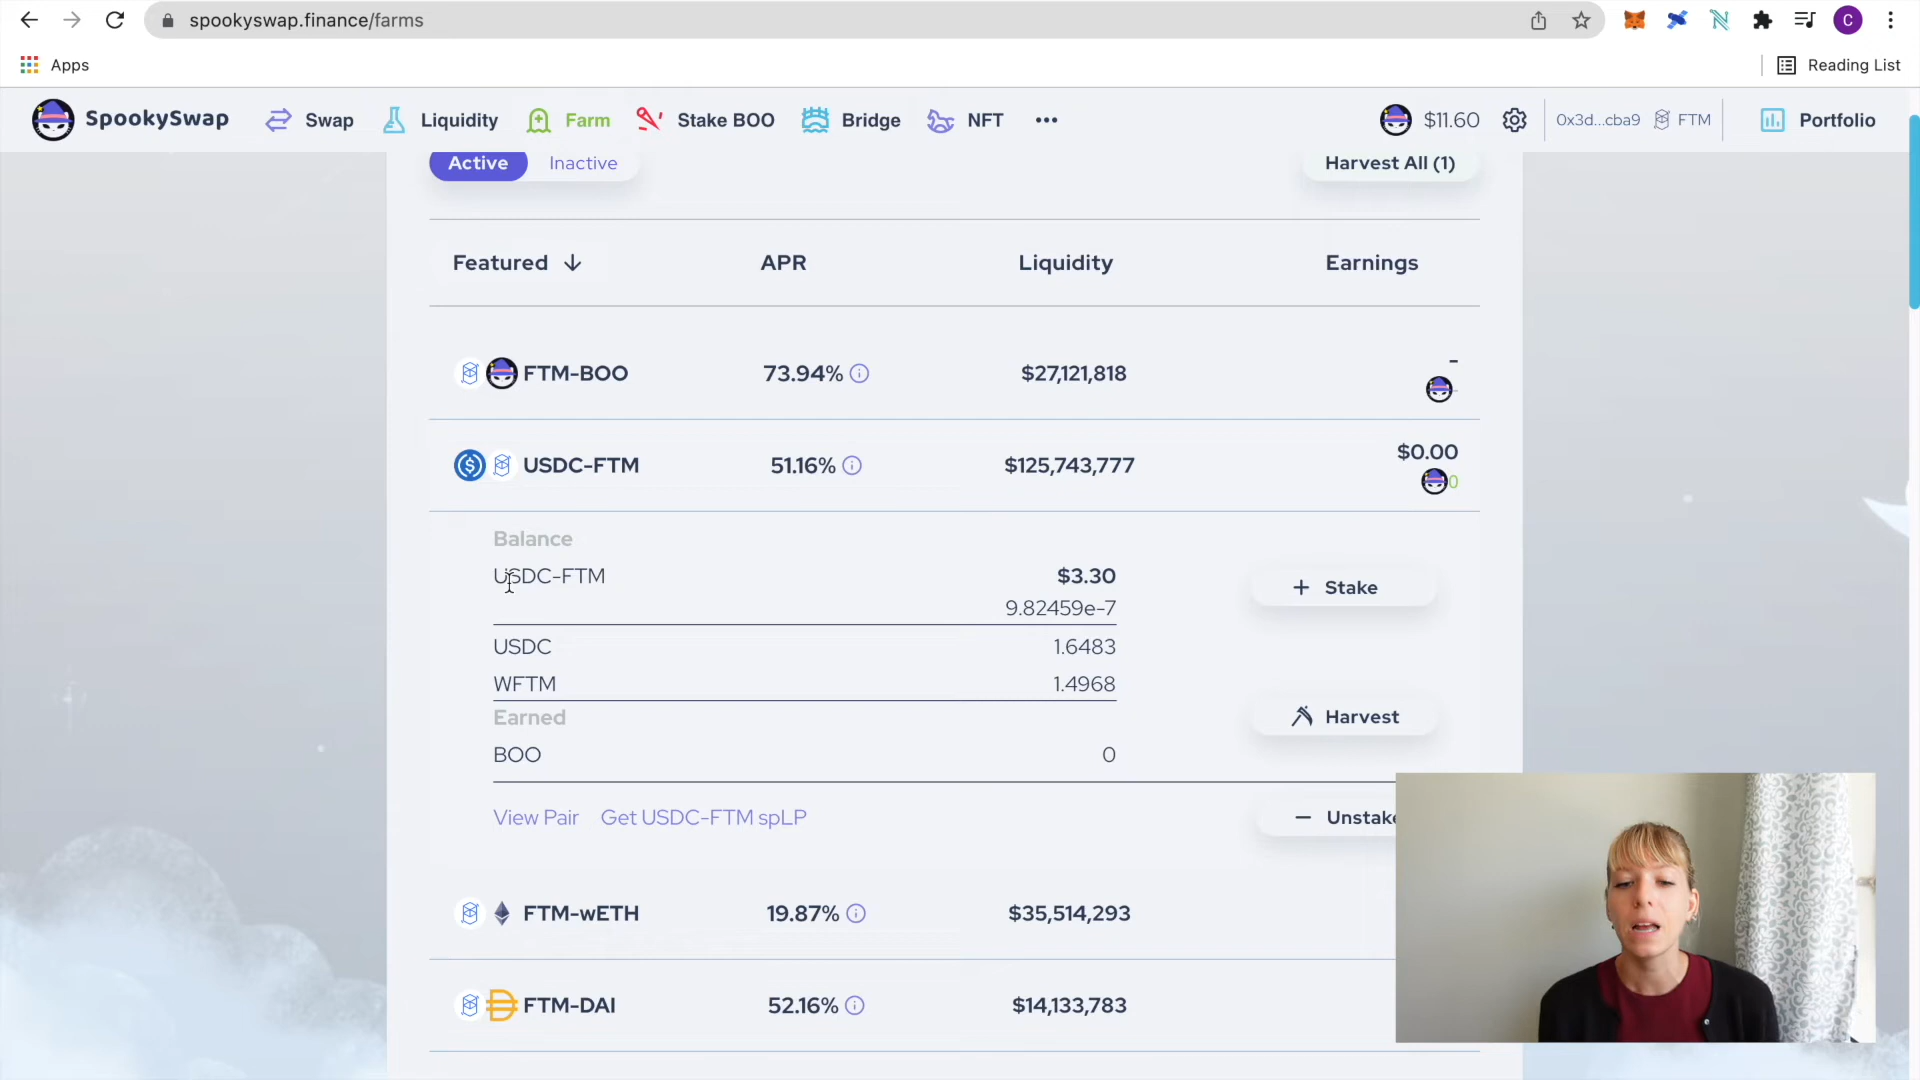 spookyswap.finance/farms
C
Apps
Reading List
SpookySwap
Swap
Liquidity
Farm
Stake BOO
Bridge
NFT
$11.60
0x3d...cba9
FTM
Portfolio
Active
Inactive
Harvest All (1)
Featured
APR
Liquidity
Earnings
FTM-BOO
73.94%
$27,121,818
-
-
USDC-FTM
51.16%
$125,743,777
$0.00
0
Balance
USDC-FTM
$3.30
9.82459e-7
+ Stake
USDC
1.6483
WFTM
1.4968
Earned
Harvest
BOO
0
View Pair
Get USDC-FTM spLP
− Unstake
FTM-wETH
19.87%
$35,514,293
FTM-DAI
52.16%
$14,133,783